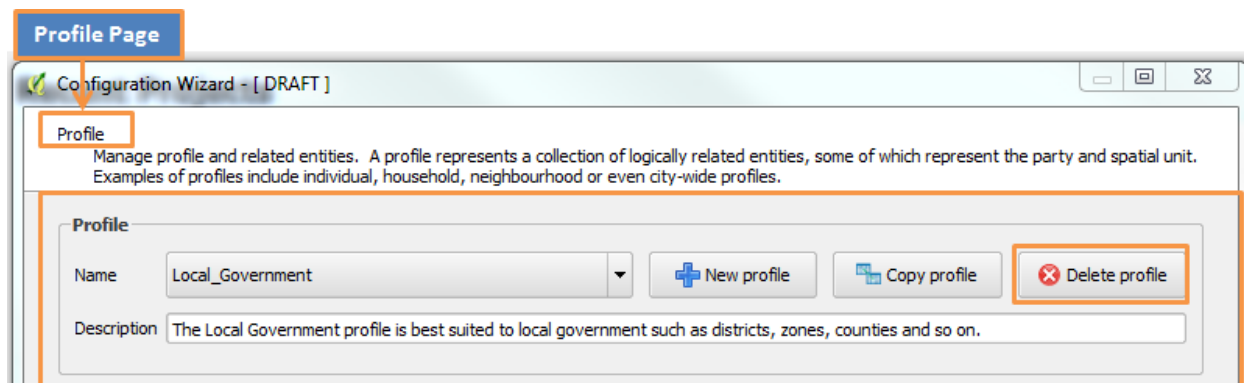 Profile Page
Configuration Wizard - [ DRAFT ]
Profile
Manage profile and related entities.  A profile represents a collection of logically related entities, some of which represent the party and spatial unit.
Examples of profiles include individual, household, neighbourhood or even city-wide profiles.
Profile
Name Local_Government New profile Copy profile Delete profile
Description The Local Government profile is best suited to local government such as districts, zones, counties and so on.